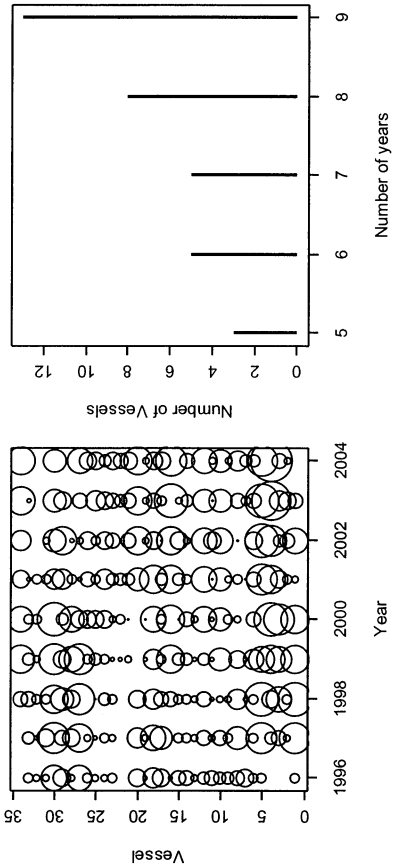 Number of Vessels
0 2 4 6 8 10 12
5 6 7 8 9
Number of years
Vessel
0 5 10 15 20 25 30 35
1996 1998 2000 2002 2004
Year